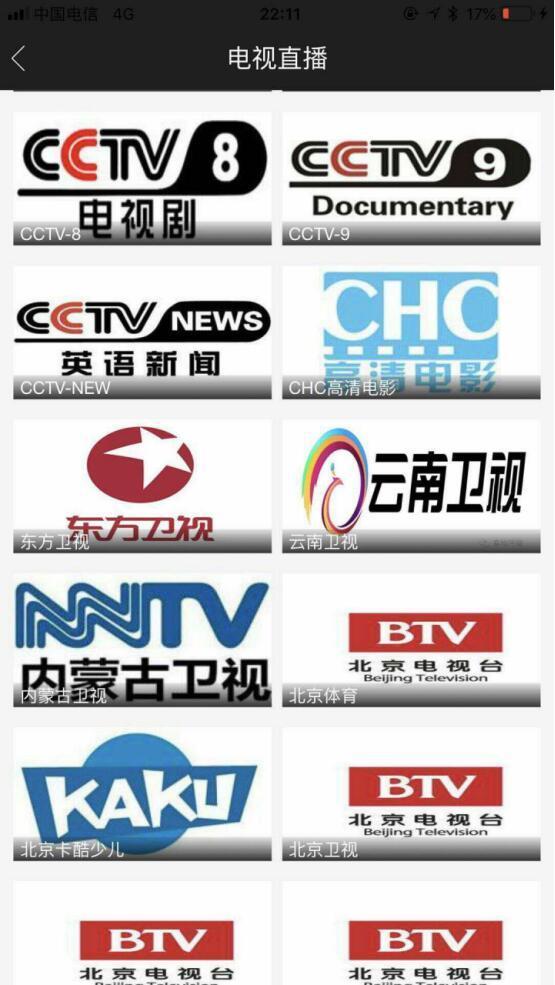 中国电信 4G 22:11 17%
电视直播
CCTV 8
电视剧
CCTV-8
CCTV 9
Documentary
CCTV-9
CCTV NEWS
英语新闻
CCTV-NEW
CHC
高清电影
CHC高清电影
东方卫视
东方卫视
云南卫视
云南卫视
NMTV
内蒙古卫视
内蒙古卫视
BTV
北京电视台
Beijing Television
北京体育
KAKU
北京卡酷少儿
BTV
北京电视台
Beijing Television
北京卫视
BTV
北京电视台
Beijing Television
BTV
北京电视台
Beijing Television